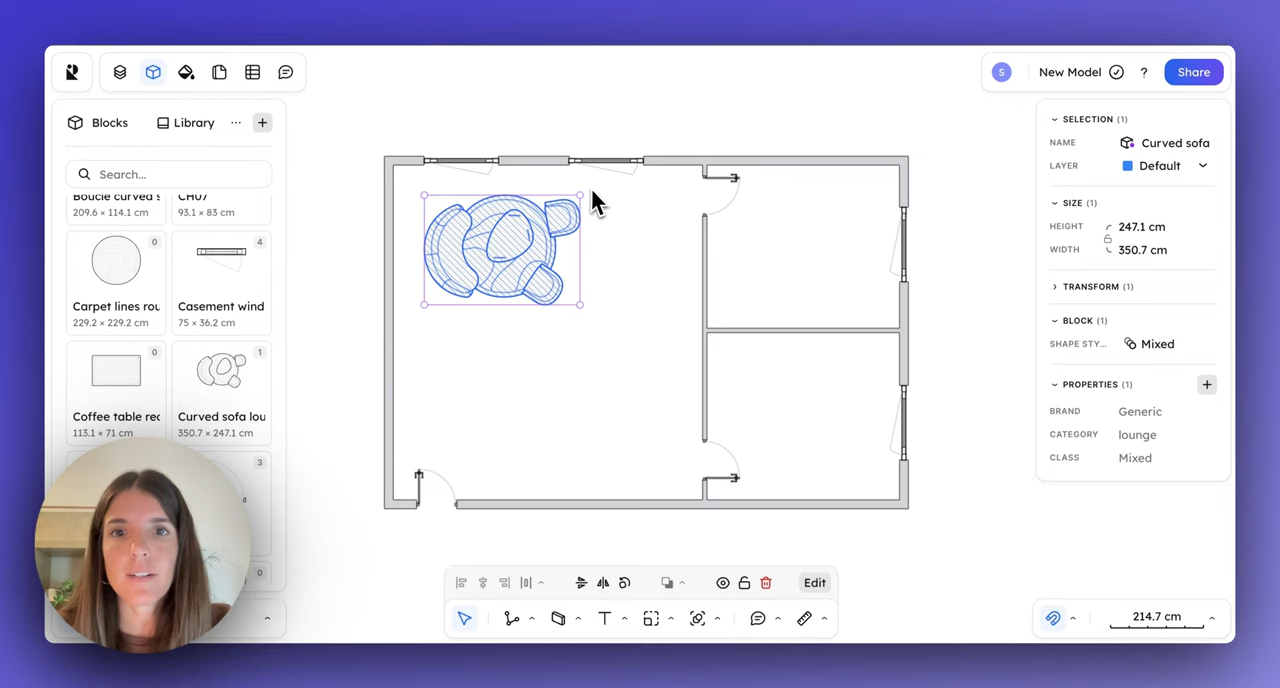 S
New Model
?
Share
Blocks
Library
Search...
Boucle curved s
209.6 × 114.1 cm
CH07
93.1 × 83 cm
0
Carpet lines rou
229.2 × 229.2 cm
4
Casement wind
75 × 36.2 cm
0
Coffee table rec
113.1 × 71 cm
1
Curved sofa lou
350.7 × 247.1 cm
3
0
SELECTION (1)
NAME Curved sofa
LAYER Default
SIZE (1)
HEIGHT 247.1 cm
WIDTH 350.7 cm
TRANSFORM (1)
BLOCK (1)
SHAPE STY... Mixed
PROPERTIES (1)
BRAND Generic
CATEGORY lounge
CLASS Mixed
Edit
214.7 cm